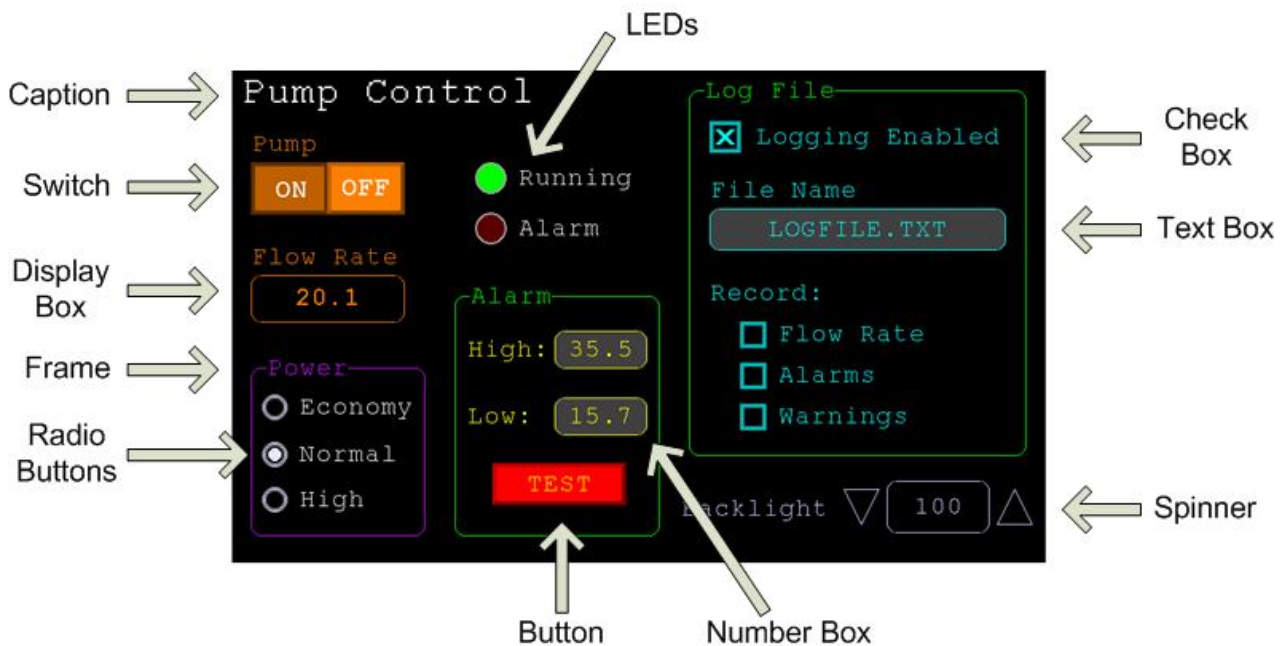 LEDs
Caption
Pump Control
Log File
Check
Box
Logging Enabled
Pump
Switch
ON OFF
Running
File Name
Text Box
LOGFILE.TXT
Alarm
Display
Box
Flow Rate
20.1
Alarm
Record:
Flow Rate
High: 35.5
Frame
Power
Alarms
Economy
Low: 15.7
Warnings
Radio
Buttons
Normal
TEST
High
Backlight 100
Spinner
Button
Number Box